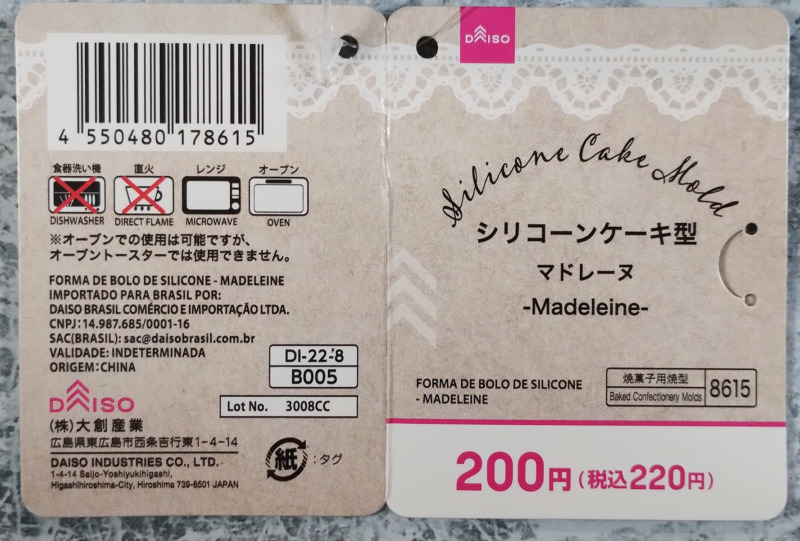 4 550480 178615
食器洗い機
DISHWASHER
直火
DIRECT FLAME
レンジ
MICROWAVE
オーブン
OVEN
※オーブンでの使用は可能ですが、
オーブントースターでは使用できません。
FORMA DE BOLO DE SILICONE - MADELEINE
IMPORTADO PARA BRASIL POR:
DAISO BRASIL COMÉRCIO E IMPORTAÇÃO LTDA.
CNPJ: 14.987.685/0001-16
SAC(BRASIL): sac@daisobrasil.com.br
VALIDADE: INDETERMINADA
ORIGEM: CHINA
DI-22-8
B005
DAISO
Lot No. 3008CC
(株)大創産業
広島県東広島市西条吉行東1-4-14
DAISO INDUSTRIES CO., LTD.
1-4-14 Saijo-Yoshiyukihigashi,
Higashihiroshima-City, Hiroshima 739-8501 JAPAN
紙:タグ
DAISO
Silicone Cake Mold
シリコーンケーキ型
マドレーヌ
-Madeleine-
FORMA DE BOLO DE SILICONE
- MADELEINE
焼菓子用焼型
Baked Confectionery Molds
8615
200円(税込220円)